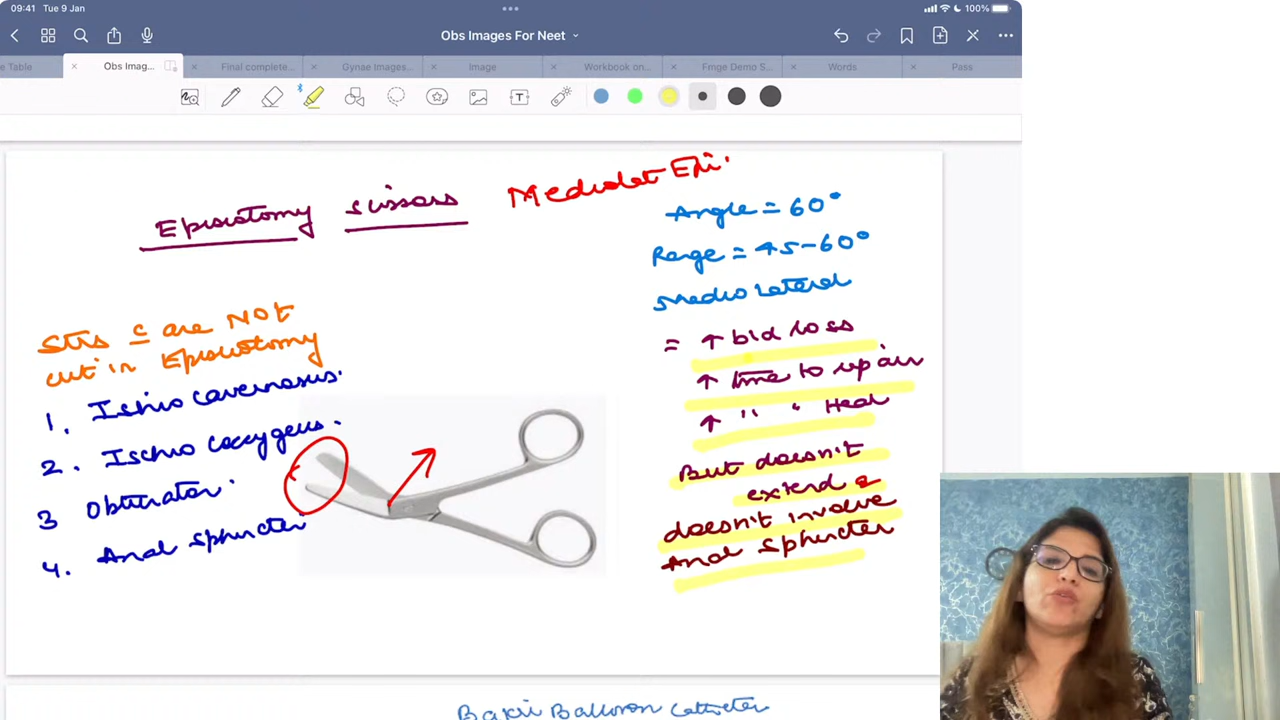 09:41 Tue 9 Jan
100%
Obs Images For Neet
e Table
Obs Imag...
Final complete...
Gynae Images...
Image
Workbook on...
Fmge Demo S...
Words
Pass
Episiotomy scissors
Mediolat Epi.
Angle = 60°
Range = 45-60°
Medio lateral
= ↑ bld loss
↑ time to repair
↑ " " Heal
But doesn't
extend &
doesn't involve
Anal Sphincter
Strs c̄ are NOT
cut in Episiotomy
1. Ischio cavernosus.
2. Ischio coccygeus.
3 Obturator.
4. Anal Sphincter
Bakri Balloon Catheter